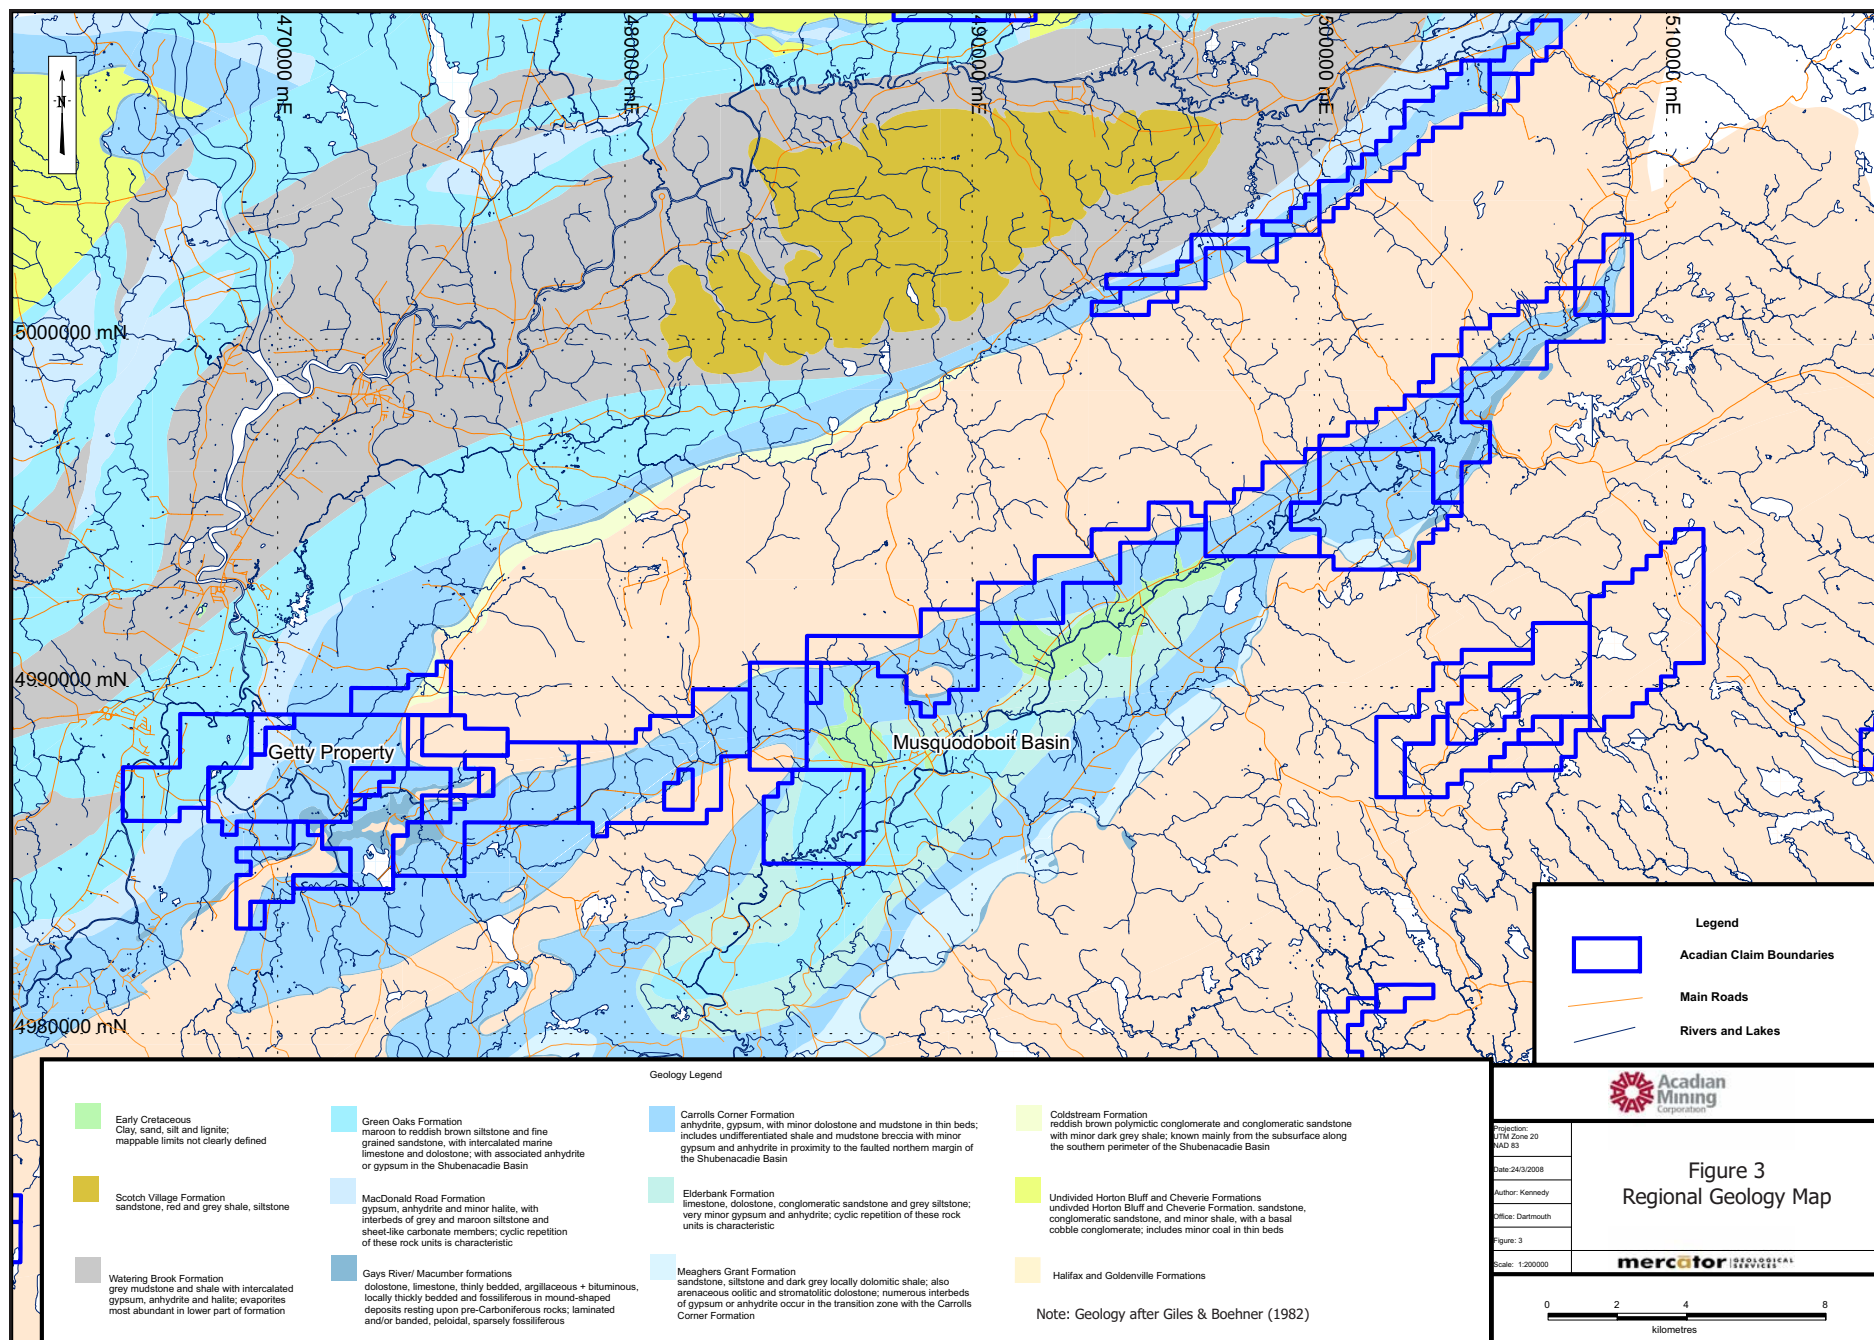 470000 mE
480000 mE
490000 mE
500000 mE
510000 mE
N
5000000 mN
4990000 mN
4980000 mN
Getty Property
Musquodoboit Basin
Legend
Acadian Claim Boundaries
Main Roads
Rivers and Lakes
Geology Legend
Early Cretaceous
Clay, sand, silt and lignite;
mappable limits not clearly defined
Scotch Village Formation
sandstone, red and grey shale, siltstone
Watering Brook Formation
grey mudstone and shale with intercalated
gypsum, anhydrite and halite; evaporites
most abundant in lower part of formation
Green Oaks Formation
maroon to reddish brown siltstone and fine
grained sandstone, with intercalated marine
limestone and dolostone; with associated anhydrite
or gypsum in the Shubenacadie Basin
MacDonald Road Formation
gypsum, anhydrite and minor halite, with
interbeds of grey and maroon siltstone and
sheet-like carbonate members; cyclic repetition
of these rock units is characteristic
Gays River/ Macumber formations
dolostone, limestone, thinly bedded, argillaceous + bituminous,
locally thickly bedded and fossiliferous in mound-shaped
deposits resting upon pre-Carboniferous rocks; laminated
and/or banded, peloidal, sparsely fossiliferous
Carrolls Corner Formation
anhydrite, gypsum, with minor dolostone and mudstone in thin beds;
includes undifferentiated shale and mudstone breccia with minor
gypsum and anhydrite in proximity to the faulted northern margin of
the Shubenacadie Basin
Elderbank Formation
limestone, dolostone, conglomeratic sandstone and grey siltstone;
very minor gypsum and anhydrite; cyclic repetition of these rock
units is characteristic
Meaghers Grant Formation
sandstone, siltstone and dark grey locally dolomitic shale; also
arenaceous oolitic and stromatolitic dolostone; numerous interbeds
of gypsum or anhydrite occur in the transition zone with the Carrolls
Corner Formation
Coldstream Formation
reddish brown polymictic conglomerate and conglomeratic sandstone
with minor dark grey shale; known mainly from the subsurface along
the southern perimeter of the Shubenacadie Basin
Undivided Horton Bluff and Cheverie Formations
undivded Horton Bluff and Cheverie Formation. sandstone,
conglomeratic sandstone, and minor shale, with a basal
cobble conglomerate; includes minor coal in thin beds
Halifax and Goldenville Formations
Note: Geology after Giles & Boehner (1982)
Acadian
Mining
Corporation
Projection:
UTM Zone 20
NAD 83
Date:24/3/2008
Author: Kennedy
Office: Dartmouth
Figure: 3
Scale: 1:200000
Figure 3
Regional Geology Map
mercator GEOLOGICAL
SERVICES
0 2 4 8
kilometres